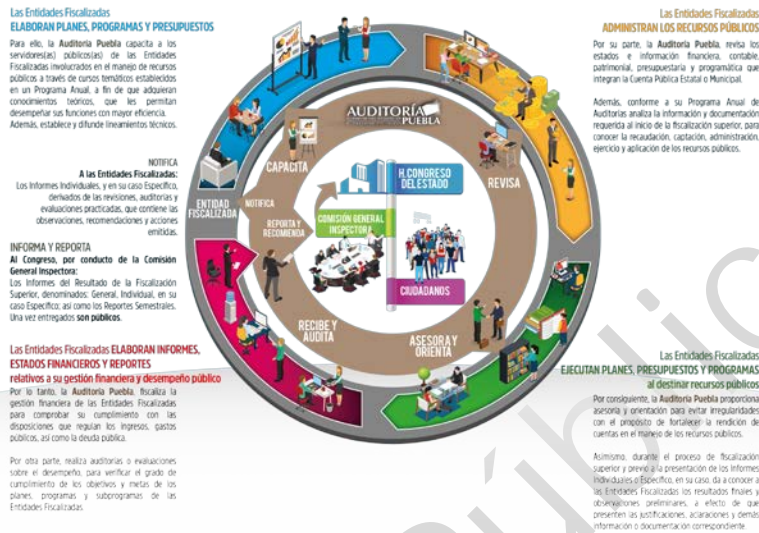 Las Entidades Fiscalizadas
ELABORAN PLANES, PROGRAMAS Y PRESUPUESTOS
Para ello, la Auditoría Puebla capacita a los
servidores(as) públicos(as) de las Entidades
Fiscalizadas involucrados en el manejo de recursos
públicos a través de cursos temáticos establecidos
en un Programa Anual, a fin de que adquieran
conocimientos teóricos, que les permitan
desempeñar sus funciones con mayor eficiencia.
Además, establece y difunde lineamientos técnicos.
NOTIFICA
A las Entidades Fiscalizadas:
Los Informes Individuales, y en su caso Específico,
derivados de las revisiones, auditorías y
evaluaciones practicadas, que contiene las
observaciones, recomendaciones y acciones
emitidas.
INFORMA Y REPORTA
Al Congreso, por conducto de la Comisión
General Inspectora:
Los Informes del Resultado de la Fiscalización
Superior, denominados: General, Individual, en su
caso Específico; así como los Reportes Semestrales.
Una vez entregados son públicos.
Las Entidades Fiscalizadas ELABORAN INFORMES,
ESTADOS FINANCIEROS Y REPORTES
relativos a su gestión financiera y desempeño público
Por lo tanto, la Auditoría Puebla, fiscaliza la
gestión financiera de las Entidades Fiscalizadas
para comprobar su cumplimiento con las
disposiciones que regulan los ingresos, gastos
públicos, así como la deuda pública.
Por otra parte, realiza auditorías o evaluaciones
sobre el desempeño, para verificar el grado de
cumplimiento de los objetivos y metas de los
planes, programas y subprogramas de las
Entidades Fiscalizadas.
AUDITORÍA
PUEBLA
CAPACITA
REVISA
H. CONGRESO
DEL ESTADO
ENTIDAD
FISCALIZADA
NOTIFICA
REPORTA Y
RECOMIENDA
COMISIÓN GENERAL
INSPECTORA
CIUDADANOS
RECIBE Y
AUDITA
ASESORA Y
ORIENTA
Las Entidades Fiscalizadas
ADMINISTRAN LOS RECURSOS PÚBLICOS
Por su parte, la Auditoría Puebla, revisa los
estados e información financiera, contable,
patrimonial, presupuestaria y programática que
integran la Cuenta Pública Estatal o Municipal.
Además, conforme a su Programa Anual de
Auditorías analiza la información y documentación
requerida al inicio de la fiscalización superior, para
conocer la recaudación, captación, administración,
ejercicio y aplicación de los recursos públicos.
Las Entidades Fiscalizadas
EJECUTAN PLANES, PRESUPUESTOS Y PROGRAMAS
al destinar recursos públicos
Por consiguiente, la Auditoría Puebla proporciona
asesoría y orientación para evitar irregularidades
con el propósito de fortalecer la rendición de
cuentas en el manejo de los recursos públicos.
Asimismo, durante el proceso de fiscalización
superior y previo a la presentación de los Informes
Individuales o Específico, en su caso, da a conocer a
las Entidades Fiscalizadas los resultados finales y
observaciones preliminares, a efecto de que
presenten las justificaciones, aclaraciones y demás
información o documentación correspondiente.